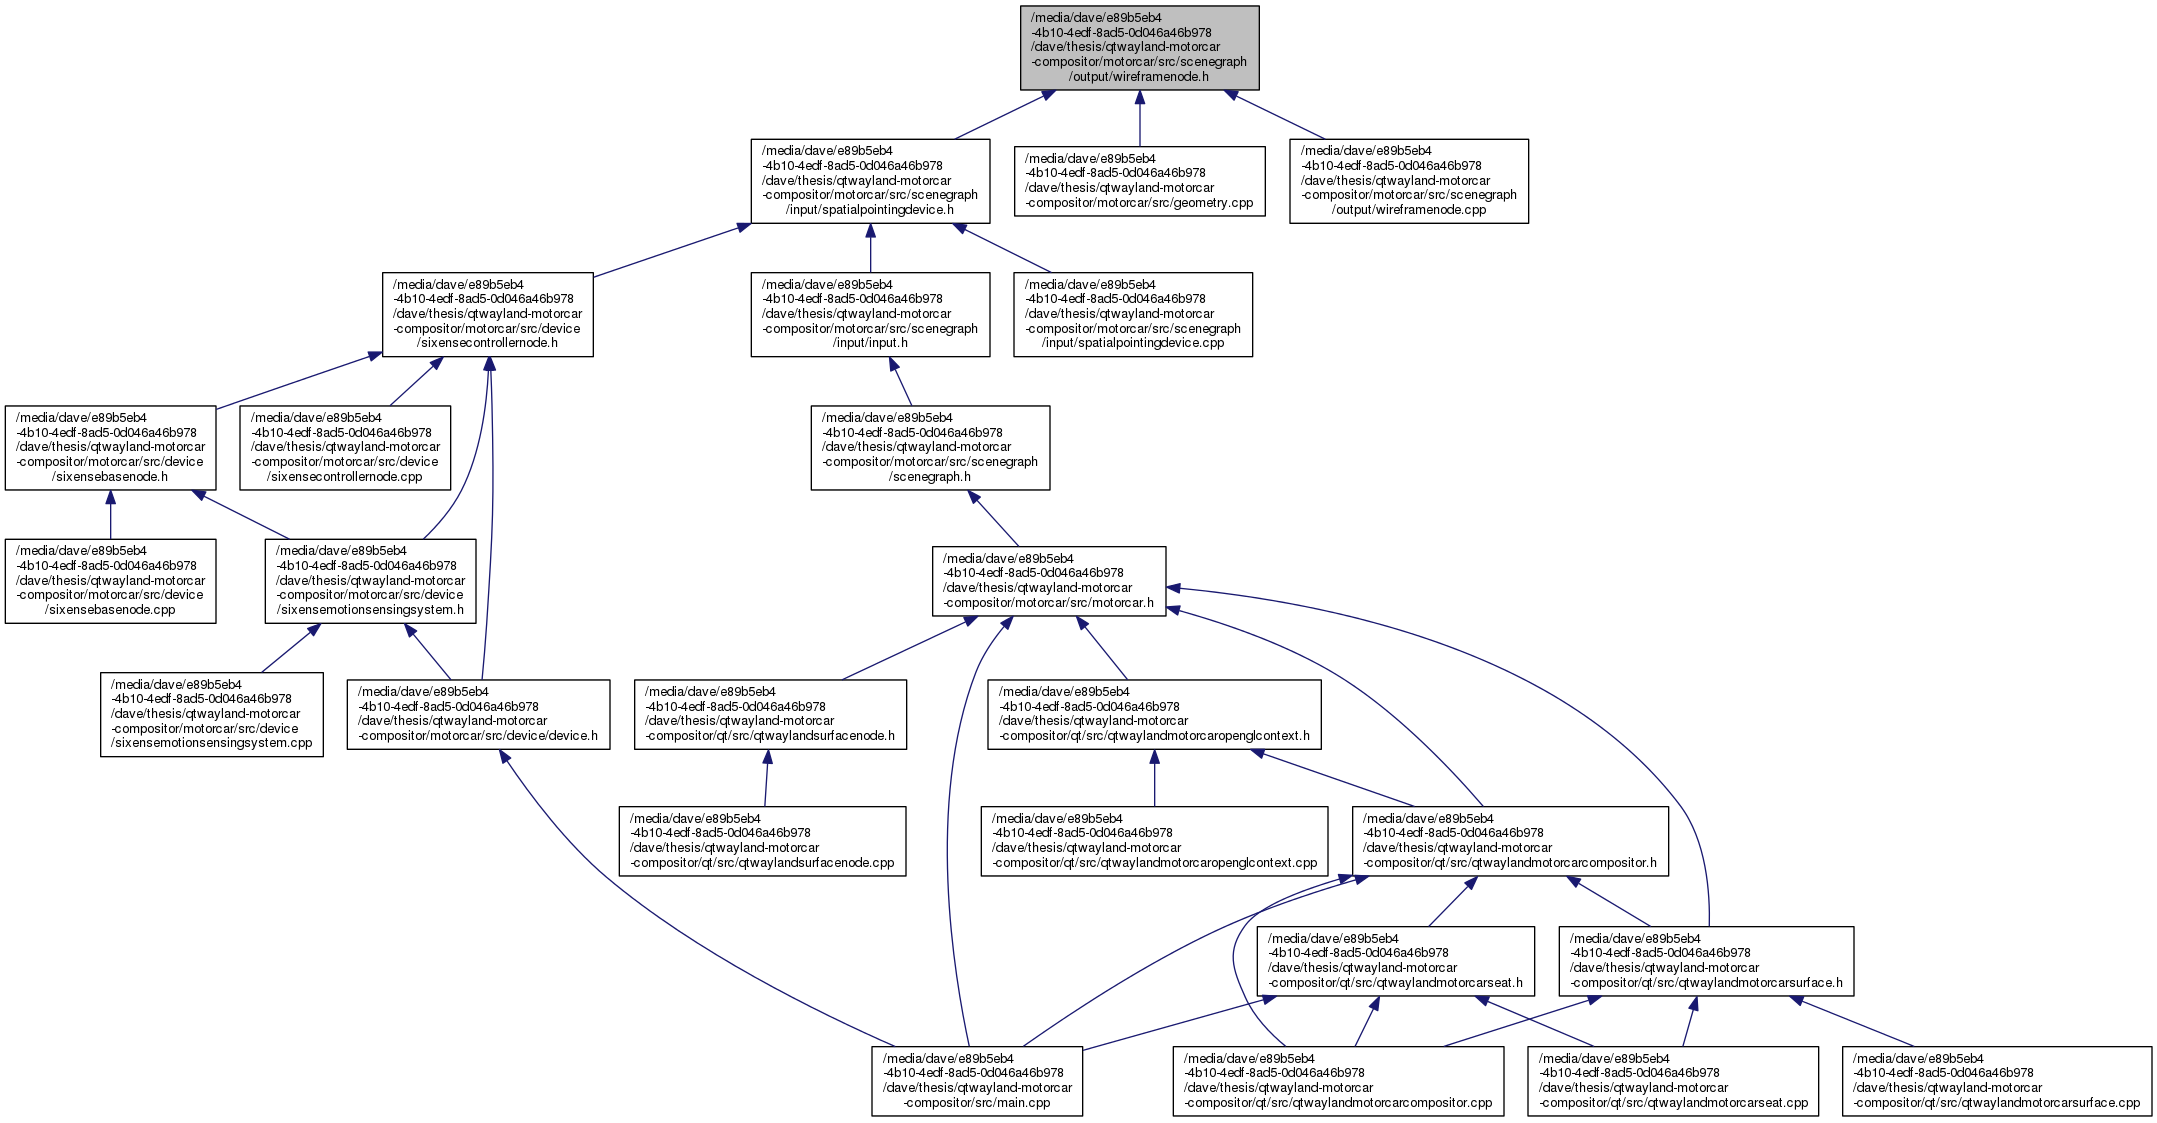 /media/dave/e89b5eb4
-4b10-4edf-8ad5-0d046a46b978
/dave/thesis/qtwayland-motorcar
-compositor/motorcar/src/scenegraph
/output/wireframenode.h
/media/dave/e89b5eb4
-4b10-4edf-8ad5-0d046a46b978
/dave/thesis/qtwayland-motorcar
-compositor/motorcar/src/scenegraph
/input/spatialpointingdevice.h
/media/dave/e89b5eb4
-4b10-4edf-8ad5-0d046a46b978
/dave/thesis/qtwayland-motorcar
-compositor/motorcar/src/geometry.cpp
/media/dave/e89b5eb4
-4b10-4edf-8ad5-0d046a46b978
/dave/thesis/qtwayland-motorcar
-compositor/motorcar/src/scenegraph
/output/wireframenode.cpp
/media/dave/e89b5eb4
-4b10-4edf-8ad5-0d046a46b978
/dave/thesis/qtwayland-motorcar
-compositor/motorcar/src/device
/sixensecontrollernode.h
/media/dave/e89b5eb4
-4b10-4edf-8ad5-0d046a46b978
/dave/thesis/qtwayland-motorcar
-compositor/motorcar/src/scenegraph
/input/input.h
/media/dave/e89b5eb4
-4b10-4edf-8ad5-0d046a46b978
/dave/thesis/qtwayland-motorcar
-compositor/motorcar/src/scenegraph
/input/spatialpointingdevice.cpp
/media/dave/e89b5eb4
-4b10-4edf-8ad5-0d046a46b978
/dave/thesis/qtwayland-motorcar
-compositor/motorcar/src/device
/sixensebasenode.h
/media/dave/e89b5eb4
-4b10-4edf-8ad5-0d046a46b978
/dave/thesis/qtwayland-motorcar
-compositor/motorcar/src/device
/sixensecontrollernode.cpp
/media/dave/e89b5eb4
-4b10-4edf-8ad5-0d046a46b978
/dave/thesis/qtwayland-motorcar
-compositor/motorcar/src/scenegraph
/scenegraph.h
/media/dave/e89b5eb4
-4b10-4edf-8ad5-0d046a46b978
/dave/thesis/qtwayland-motorcar
-compositor/motorcar/src/device
/sixensebasenode.cpp
/media/dave/e89b5eb4
-4b10-4edf-8ad5-0d046a46b978
/dave/thesis/qtwayland-motorcar
-compositor/motorcar/src/device
/sixensemotionsensingsystem.h
/media/dave/e89b5eb4
-4b10-4edf-8ad5-0d046a46b978
/dave/thesis/qtwayland-motorcar
-compositor/motorcar/src/motorcar.h
/media/dave/e89b5eb4
-4b10-4edf-8ad5-0d046a46b978
/dave/thesis/qtwayland-motorcar
-compositor/motorcar/src/device
/sixensemotionsensingsystem.cpp
/media/dave/e89b5eb4
-4b10-4edf-8ad5-0d046a46b978
/dave/thesis/qtwayland-motorcar
-compositor/motorcar/src/device/device.h
/media/dave/e89b5eb4
-4b10-4edf-8ad5-0d046a46b978
/dave/thesis/qtwayland-motorcar
-compositor/qt/src/qtwaylandsurfacenode.h
/media/dave/e89b5eb4
-4b10-4edf-8ad5-0d046a46b978
/dave/thesis/qtwayland-motorcar
-compositor/qt/src/qtwaylandmotorcaropenglcontext.h
/media/dave/e89b5eb4
-4b10-4edf-8ad5-0d046a46b978
/dave/thesis/qtwayland-motorcar
-compositor/qt/src/qtwaylandsurfacenode.cpp
/media/dave/e89b5eb4
-4b10-4edf-8ad5-0d046a46b978
/dave/thesis/qtwayland-motorcar
-compositor/qt/src/qtwaylandmotorcaropenglcontext.cpp
/media/dave/e89b5eb4
-4b10-4edf-8ad5-0d046a46b978
/dave/thesis/qtwayland-motorcar
-compositor/qt/src/qtwaylandmotorcarcompositor.h
/media/dave/e89b5eb4
-4b10-4edf-8ad5-0d046a46b978
/dave/thesis/qtwayland-motorcar
-compositor/qt/src/qtwaylandmotorcarseat.h
/media/dave/e89b5eb4
-4b10-4edf-8ad5-0d046a46b978
/dave/thesis/qtwayland-motorcar
-compositor/qt/src/qtwaylandmotorcarsurface.h
/media/dave/e89b5eb4
-4b10-4edf-8ad5-0d046a46b978
/dave/thesis/qtwayland-motorcar
-compositor/src/main.cpp
/media/dave/e89b5eb4
-4b10-4edf-8ad5-0d046a46b978
/dave/thesis/qtwayland-motorcar
-compositor/qt/src/qtwaylandmotorcarcompositor.cpp
/media/dave/e89b5eb4
-4b10-4edf-8ad5-0d046a46b978
/dave/thesis/qtwayland-motorcar
-compositor/qt/src/qtwaylandmotorcarseat.cpp
/media/dave/e89b5eb4
-4b10-4edf-8ad5-0d046a46b978
/dave/thesis/qtwayland-motorcar
-compositor/qt/src/qtwaylandmotorcarsurface.cpp